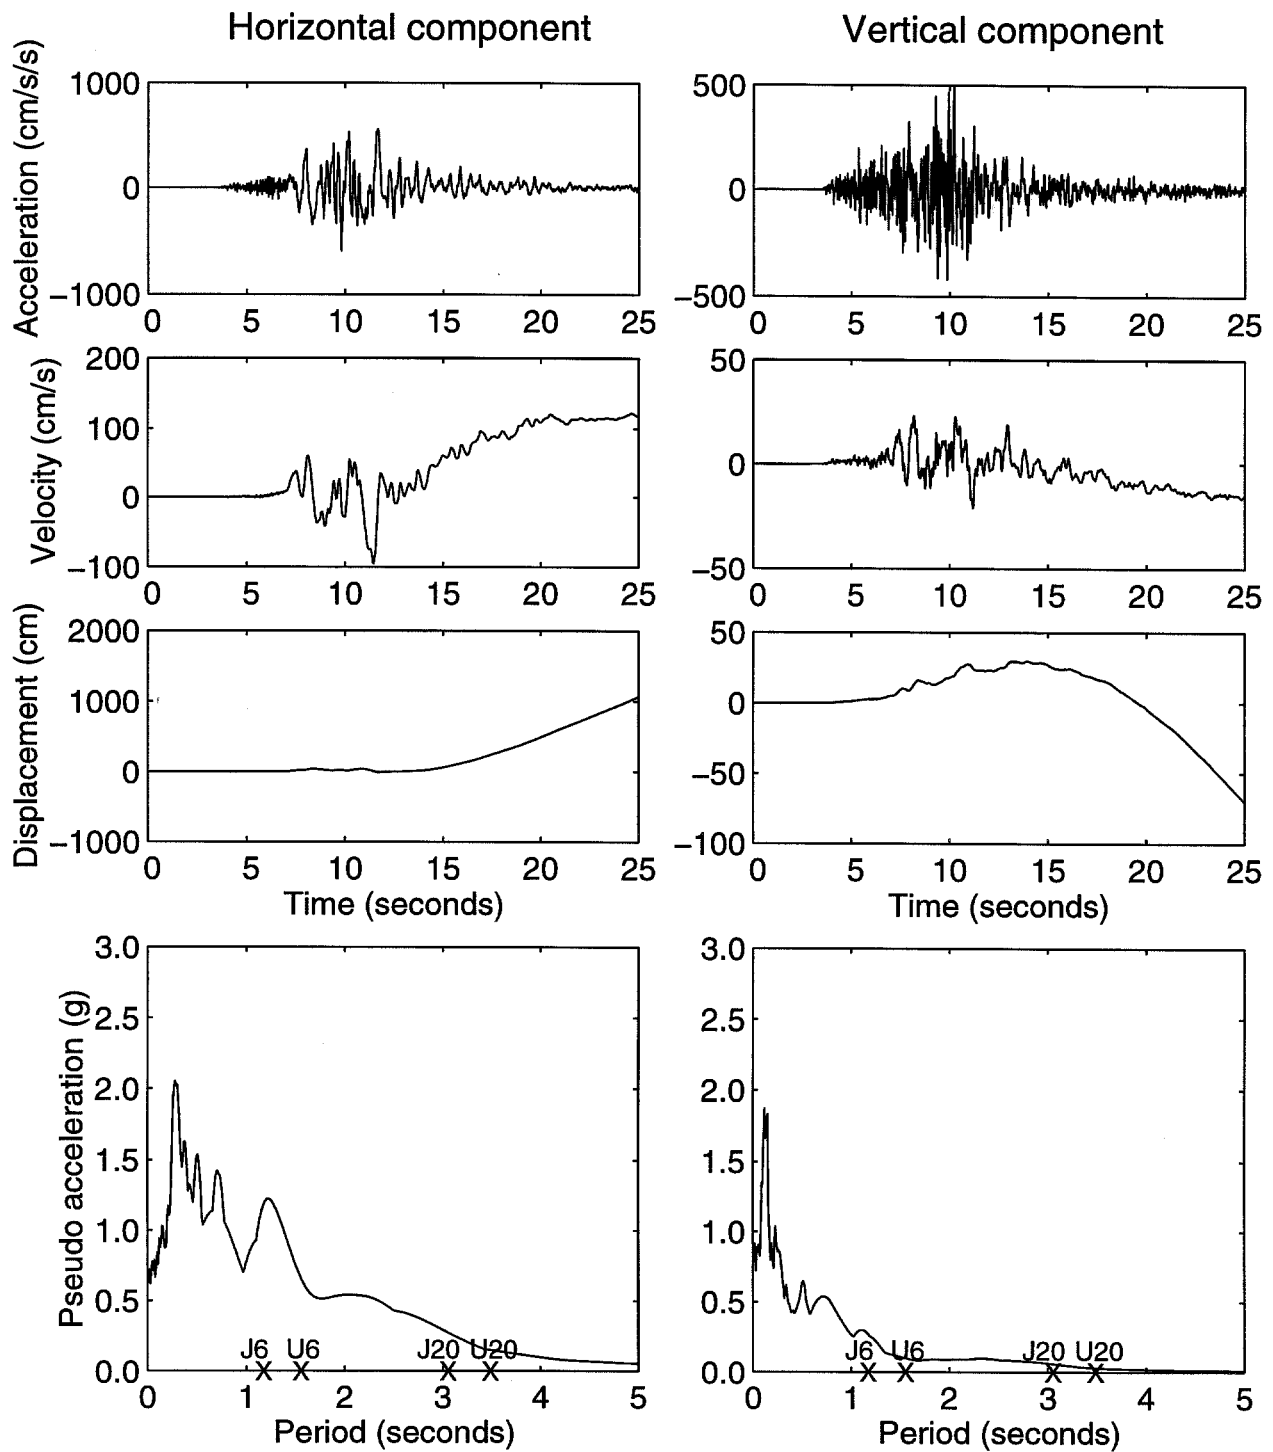 Horizontal component
Vertical component
Acceleration (cm/s/s)
1000
0
−1000
0 5 10 15 20 25
500
0
−500
0 5 10 15 20 25
Velocity (cm/s)
200
100
0
−100
0 5 10 15 20 25
50
0
−50
0 5 10 15 20 25
Displacement (cm)
2000
1000
0
−1000
0 5 10 15 20 25
Time (seconds)
50
0
−50
−100
0 5 10 15 20 25
Time (seconds)
Pseudo acceleration (g)
3.0
2.5
2.0
1.5
1.0
0.5
0.0
J6 U6 J20 U20
0 1 2 3 4 5
Period (seconds)
3.0
2.5
2.0
1.5
1.0
0.5
0.0
J6 U6 J20 U20
0 1 2 3 4 5
Period (seconds)